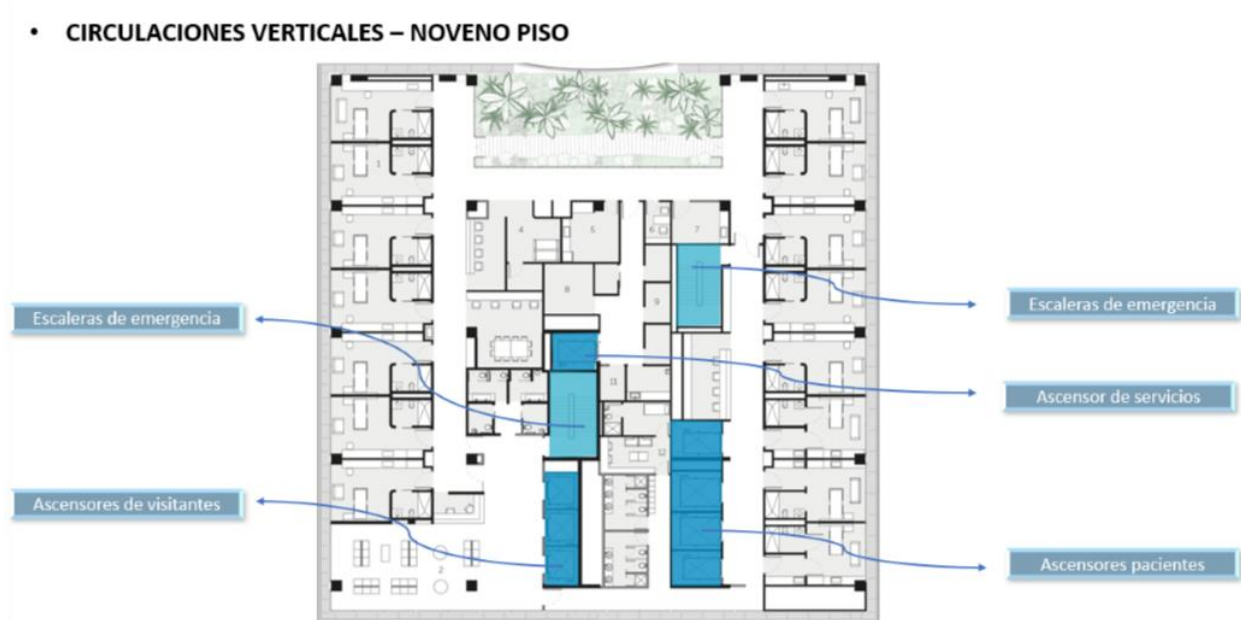 • CIRCULACIONES VERTICALES – NOVENO PISO
1
4
5
6
7
8
9
Escaleras de emergencia
Escaleras de emergencia
11
Ascensor de servicios
Ascensores de visitantes
2
Ascensores pacientes